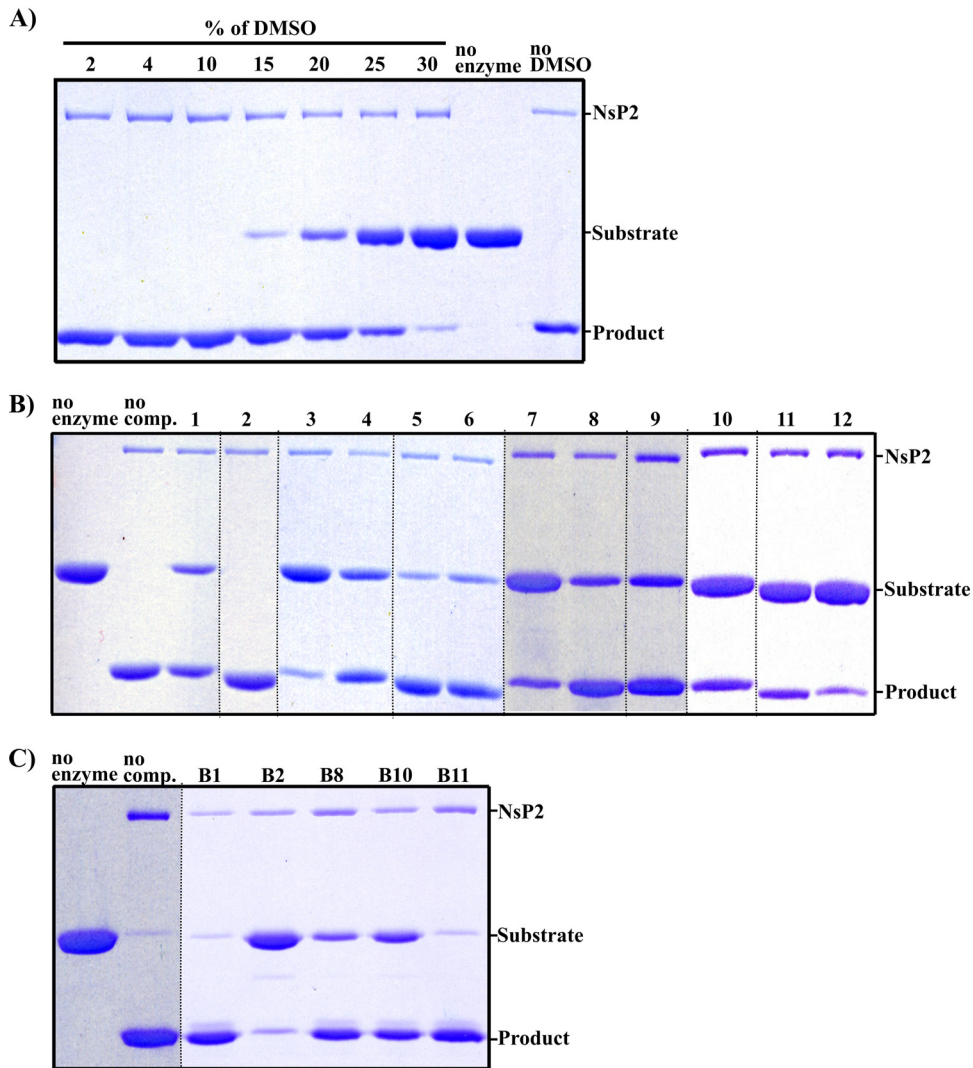 A)
% of DMSO
2 4 10 15 20 25 30 no enzyme no DMSO
NsP2
Substrate
Product
B)
no enzyme no comp. 1 2 3 4 5 6 7 8 9 10 11 12
NsP2
Substrate
Product
C)
no enzyme no comp. B1 B2 B8 B10 B11
NsP2
Substrate
Product